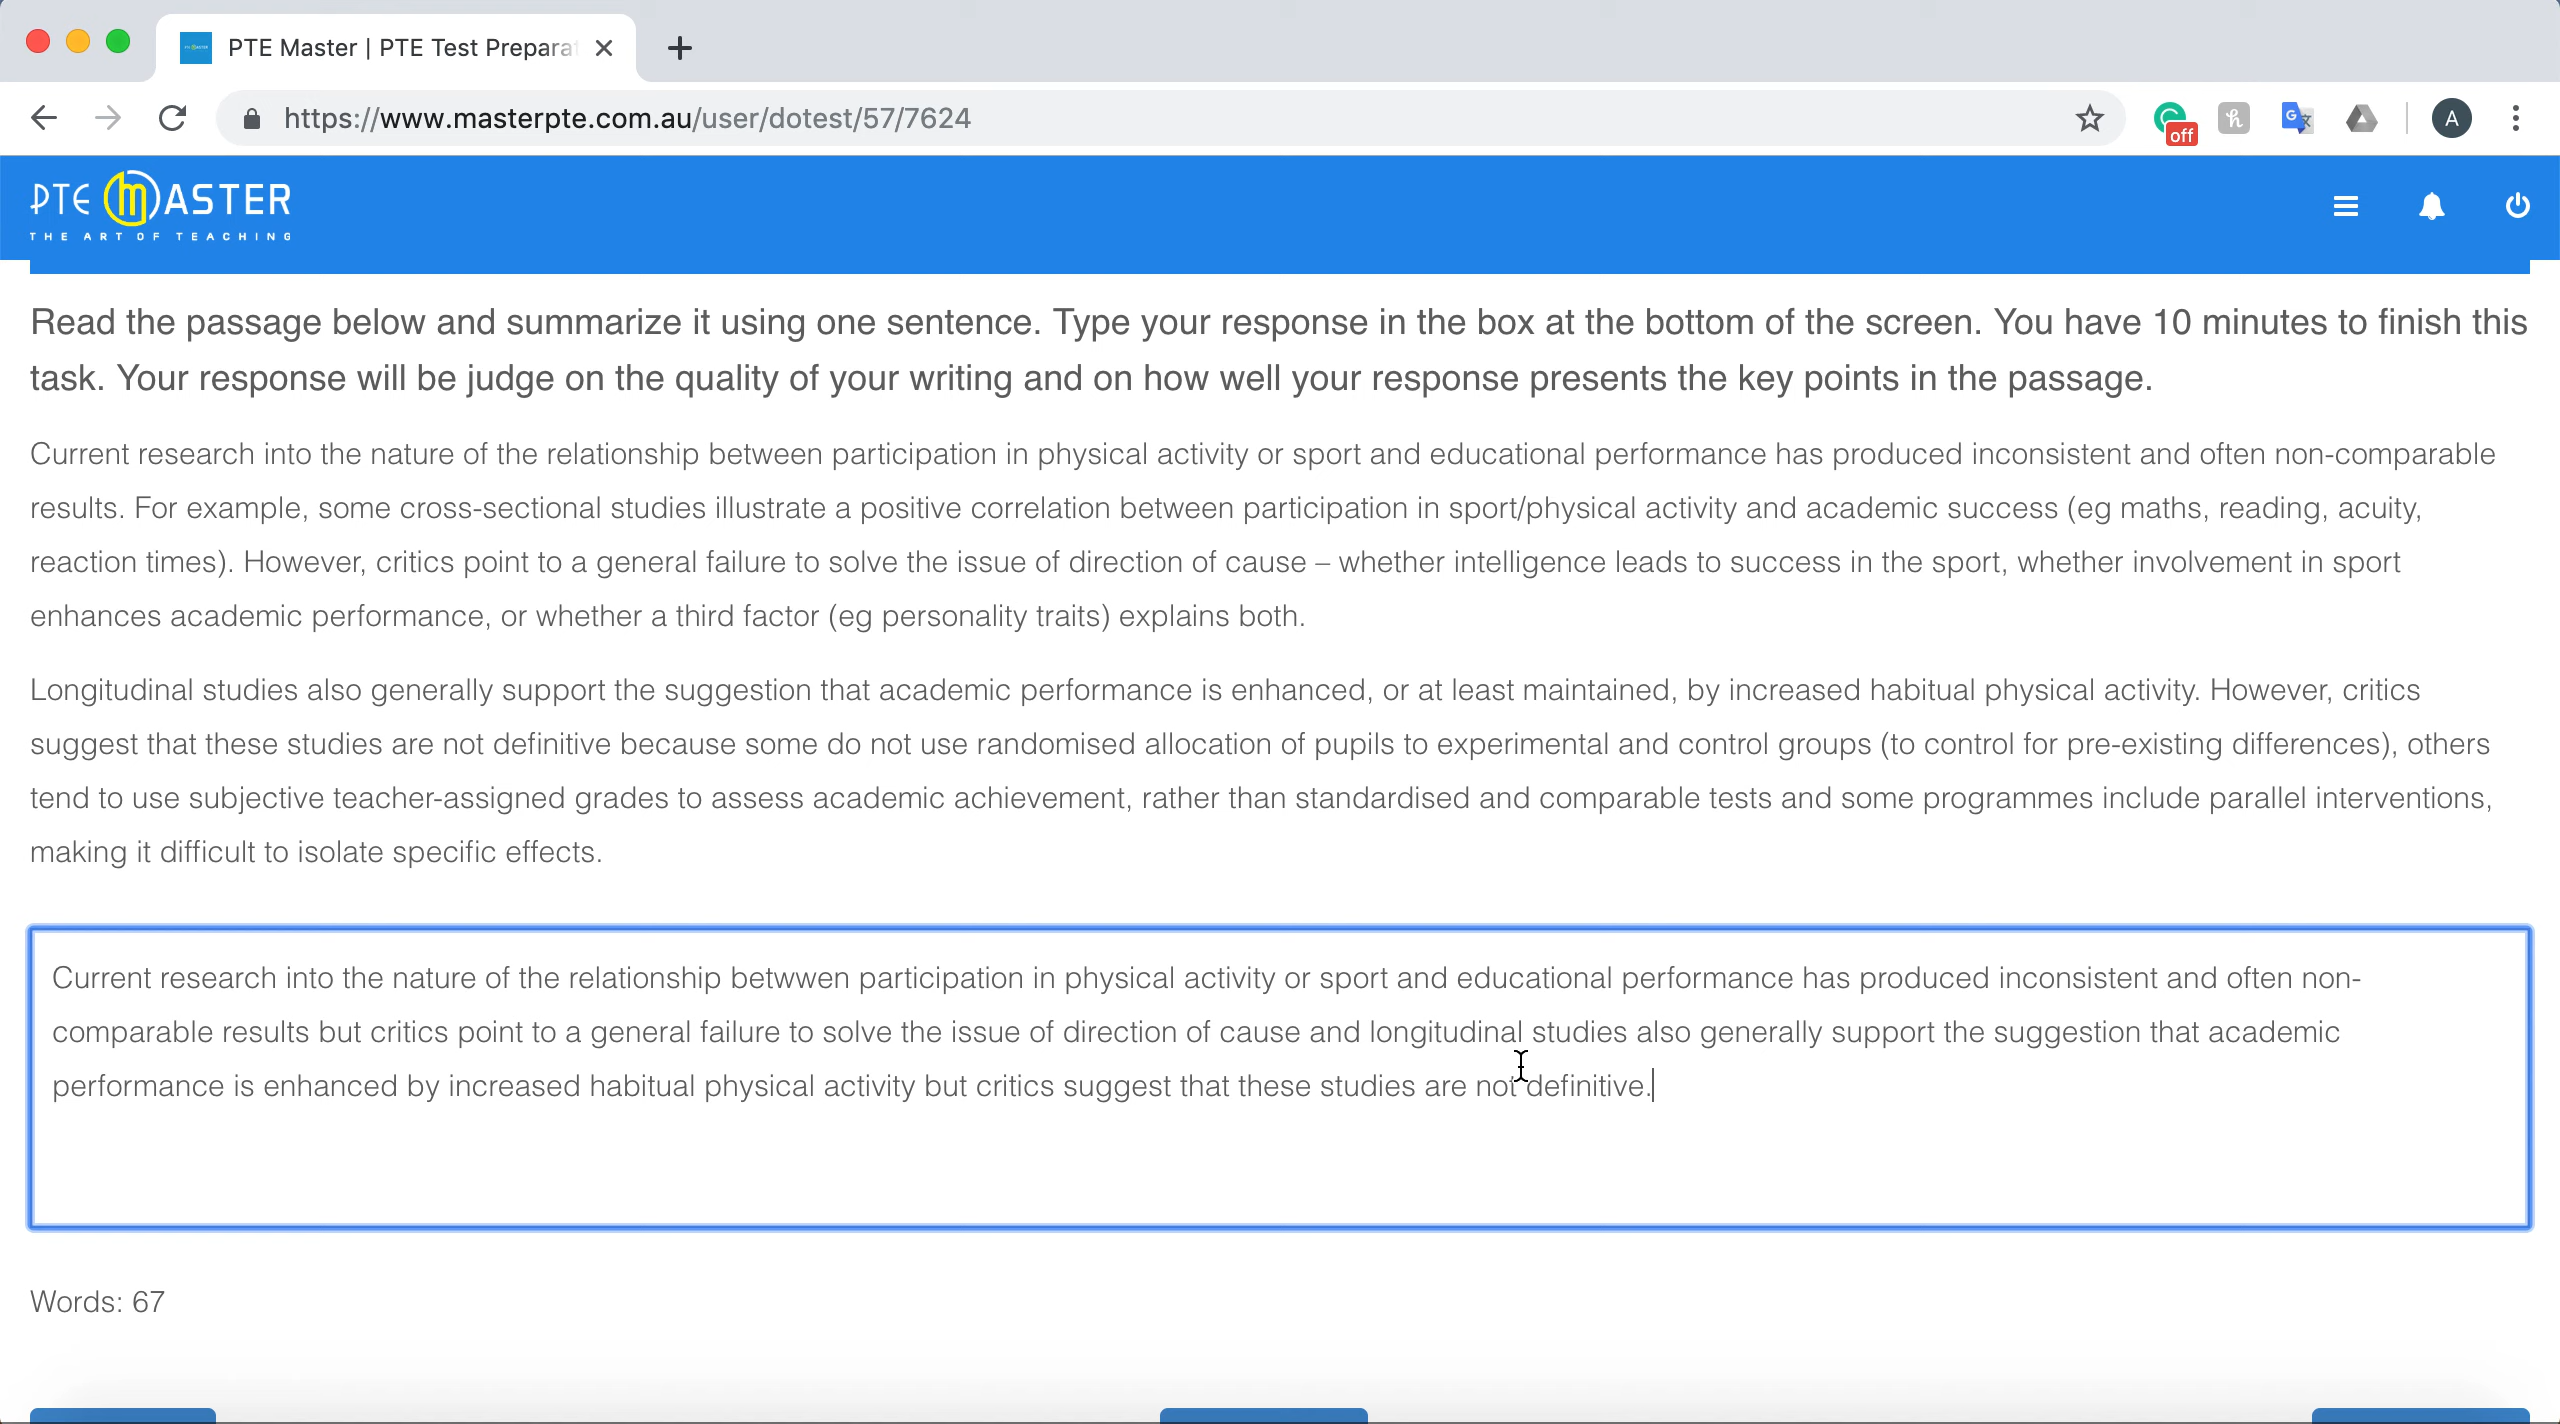 PTE Master | PTE Test Preparat
https://www.masterpte.com.au/user/dotest/57/7624
off
A
PTE MASTER
THE ART OF TEACHING
Read the passage below and summarize it using one sentence. Type your response in the box at the bottom of the screen. You have 10 minutes to finish this
task. Your response will be judge on the quality of your writing and on how well your response presents the key points in the passage.
Current research into the nature of the relationship between participation in physical activity or sport and educational performance has produced inconsistent and often non-comparable
results. For example, some cross-sectional studies illustrate a positive correlation between participation in sport/physical activity and academic success (eg maths, reading, acuity,
reaction times). However, critics point to a general failure to solve the issue of direction of cause – whether intelligence leads to success in the sport, whether involvement in sport
enhances academic performance, or whether a third factor (eg personality traits) explains both.
Longitudinal studies also generally support the suggestion that academic performance is enhanced, or at least maintained, by increased habitual physical activity. However, critics
suggest that these studies are not definitive because some do not use randomised allocation of pupils to experimental and control groups (to control for pre-existing differences), others
tend to use subjective teacher-assigned grades to assess academic achievement, rather than standardised and comparable tests and some programmes include parallel interventions,
making it difficult to isolate specific effects.
Current research into the nature of the relationship betwwen participation in physical activity or sport and educational performance has produced inconsistent and often non-
comparable results but critics point to a general failure to solve the issue of direction of cause and longitudinal studies also generally support the suggestion that academic
performance is enhanced by increased habitual physical activity but critics suggest that these studies are not definitive.
Words: 67